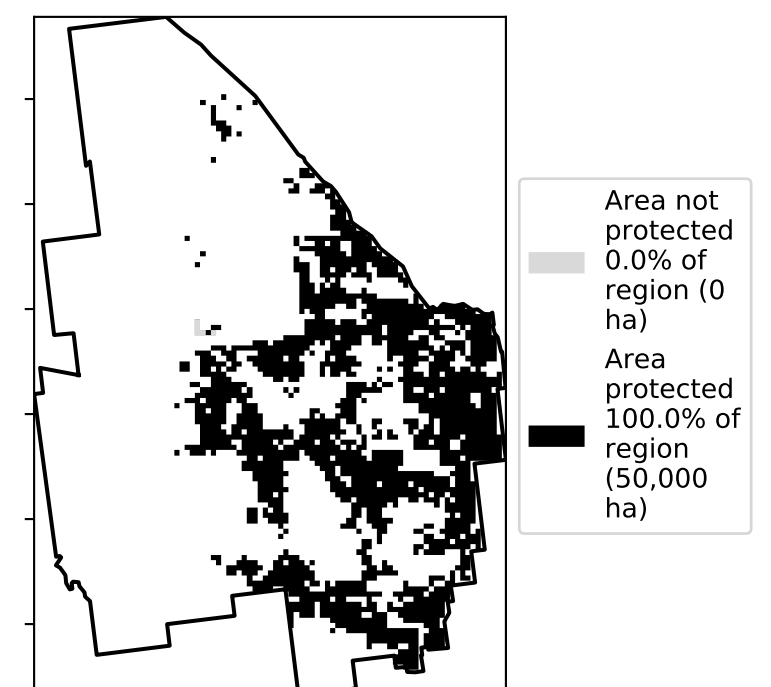 Area not
protected
0.0% of
region (0
ha)
Area
protected
100.0% of
region
(50,000
ha)